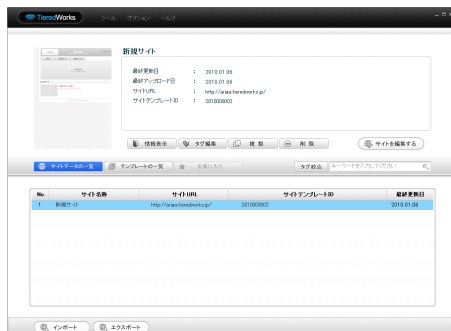 TieredWorks ツール オプション ヘルプ
新規サイト
最終更新日 : 2010.01.06
最終アップロード日 : 2010.01.06
サイトURL : http://ariga.tieredworks.jp/
サイトテンプレートID : S010000002
情報表示 タグ編集 複製 削除 サイトを編集する
サイトデータの一覧 テンプレートの一覧 お気に入り タグ絞込 キーワードを入力してください
No. サイト名称 サイトURL サイトテンプレートID 最終更新日
1 新規サイト http://ariga.tieredworks.jp/ S010000002 2010.01.06
インポート エクスポート